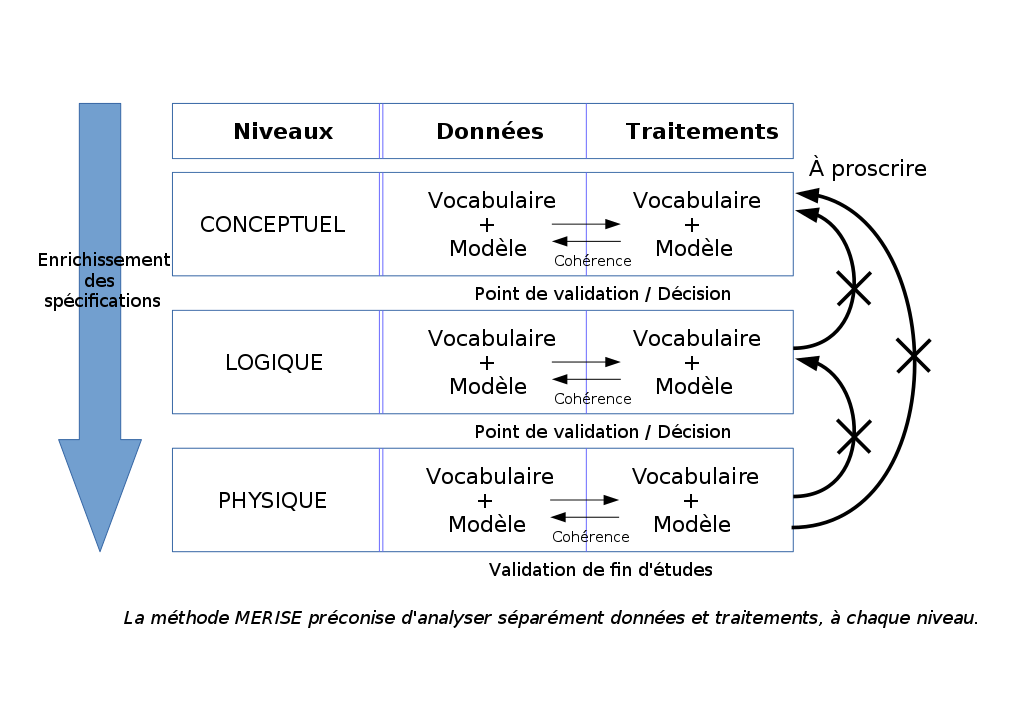 Niveaux Données Traitements
À proscrire
CONCEPTUEL
Vocabulaire
+
Modèle
Vocabulaire
+
Modèle
Cohérence
Enrichissement
des
spécifications
Point de validation / Décision
LOGIQUE
Vocabulaire
+
Modèle
Vocabulaire
+
Modèle
Cohérence
Point de validation / Décision
PHYSIQUE
Vocabulaire
+
Modèle
Vocabulaire
+
Modèle
Cohérence
Validation de fin d'études
La méthode MERISE préconise d'analyser séparément données et traitements, à chaque niveau.